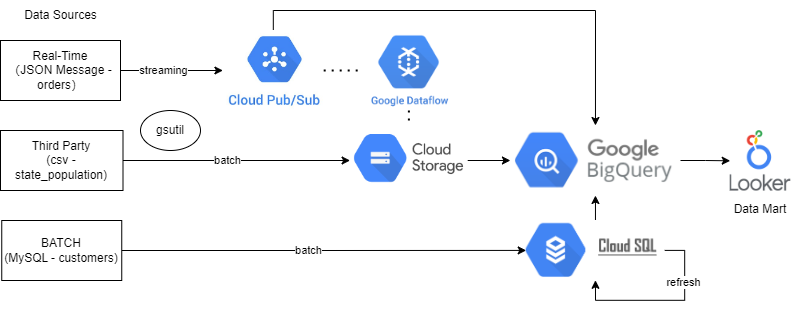 Data Sources
Real-Time
(JSON Message -
orders)
streaming
Cloud Pub/Sub
.....
Google Dataflow
:
gsutil
Third Party
(csv -
state_population)
batch
Cloud
Storage
Google
BigQuery
Looker
Data Mart
BATCH
(MySQL - customers)
batch
Cloud SQL
refresh